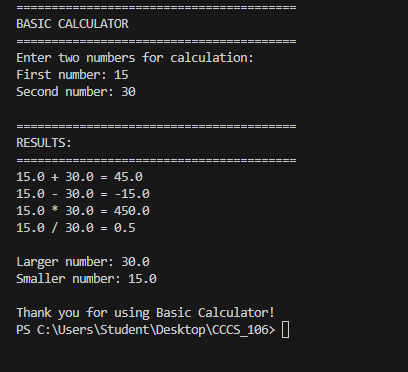 ========================================
BASIC CALCULATOR
========================================
Enter two numbers for calculation:
First number: 15
Second number: 30
========================================
RESULTS:
========================================
15.0 + 30.0 = 45.0
15.0 - 30.0 = -15.0
15.0 * 30.0 = 450.0
15.0 / 30.0 = 0.5
Larger number: 30.0
Smaller number: 15.0
Thank you for using Basic Calculator!
PS C:\Users\Student\Desktop\CCCS_106>